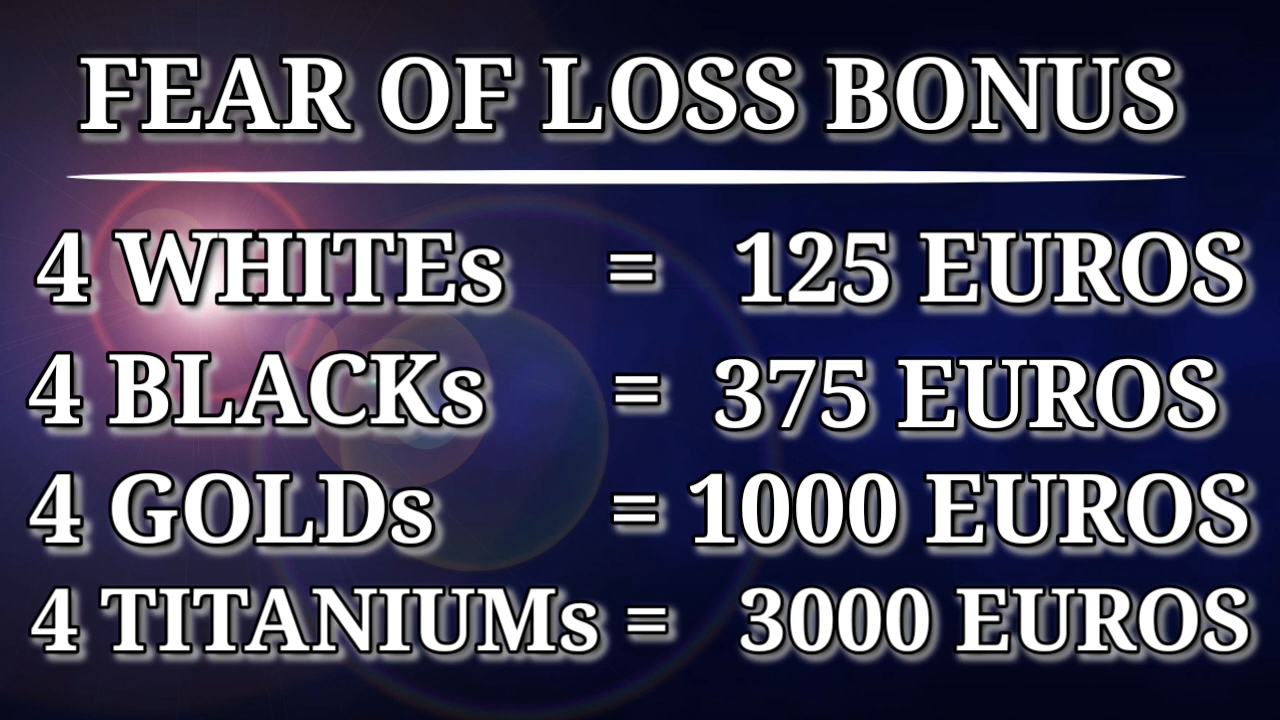 FEAR OF LOSS BONUS
4 WHITEs = 125 EUROS
4 BLACKs = 375 EUROS
4 GOLDs = 1000 EUROS
4 TITANIUMs = 3000 EUROS